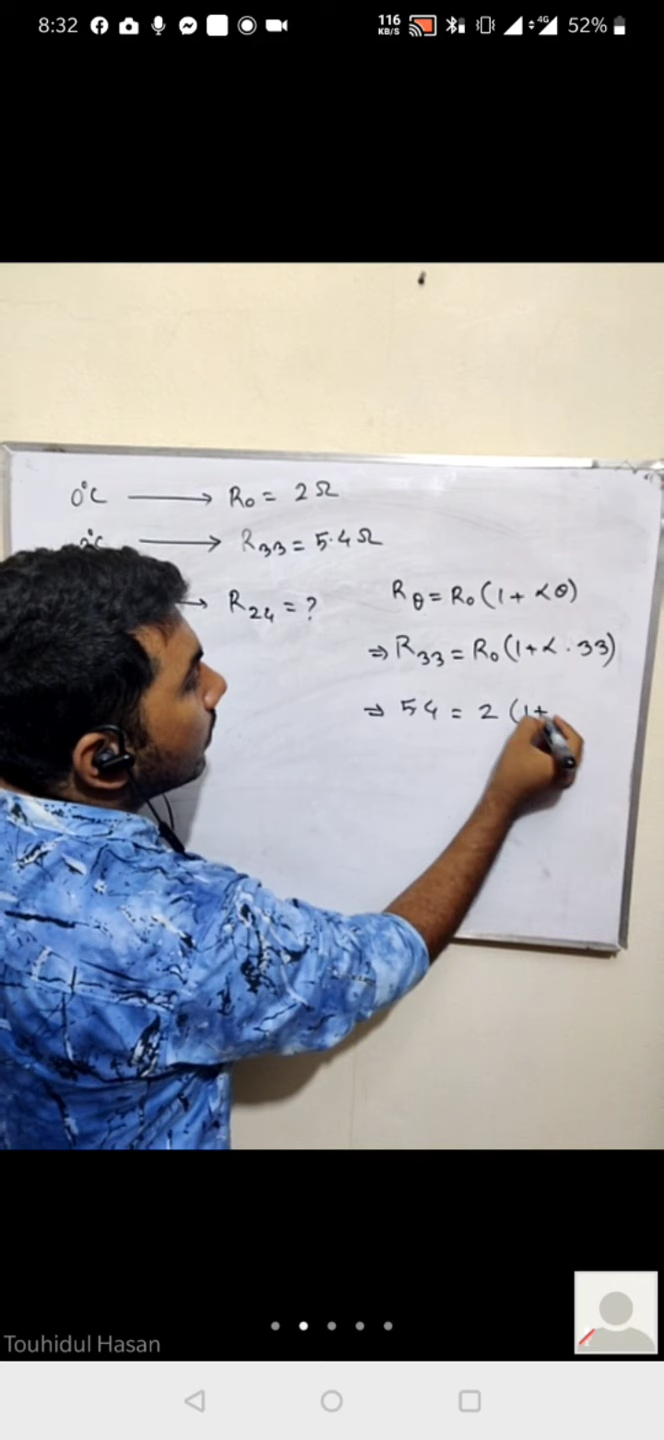 8:32
116 KB/S
4G
52%
0°C → R₀ = 2Ω
°C → R₃₃ = 5.4Ω
→ R₂₄ = ?
R_θ = R₀(1 + αθ)
⇒ R₃₃ = R₀(1+α . 33)
⇒ 54 = 2 (1+
Touhidul Hasan